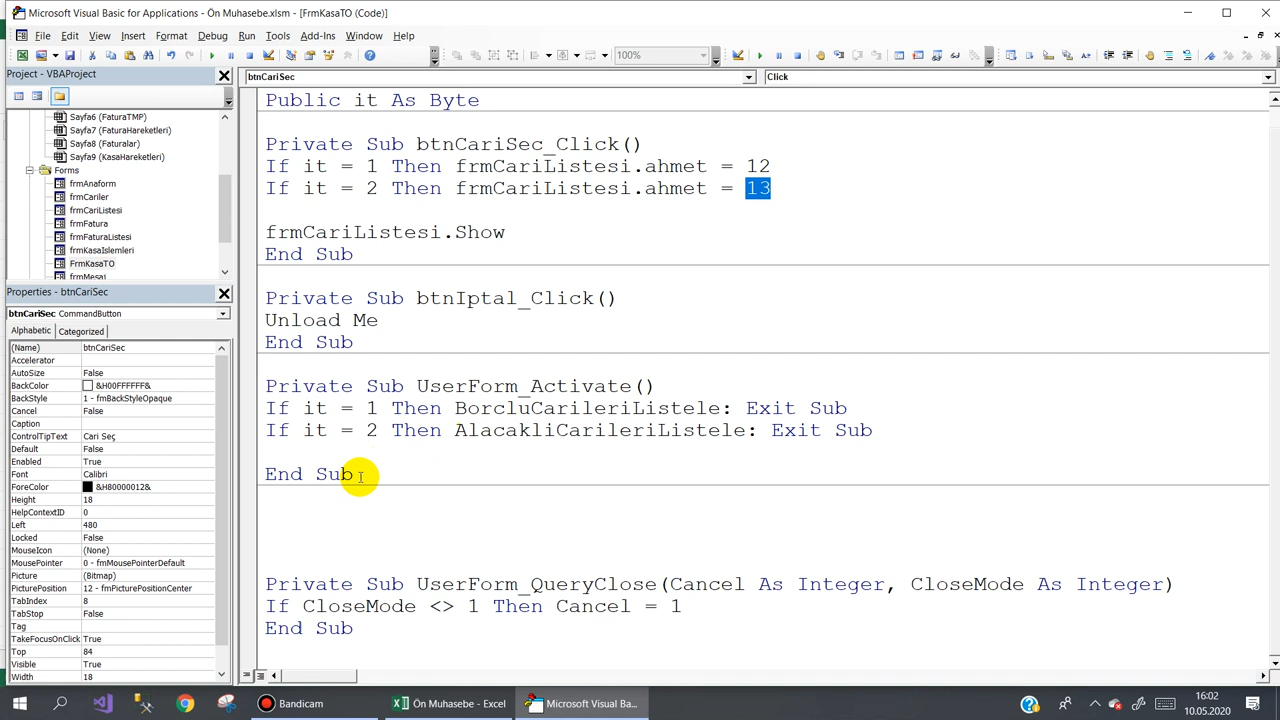 Microsoft Visual Basic for Applications - Ön Muhasebe.xlsm - [FrmKasaTO (Code)]
File Edit View Insert Format Debug Run Tools Add-Ins Window Help
100%
Project - VBAProject
btnCariSec
Click
Sayfa6 (FaturaTMP)
Sayfa7 (FaturaHareketleri)
Sayfa8 (Faturalar)
Sayfa9 (KasaHareketleri)
Forms
frmAnaform
frmCariler
frmCariListesi
frmFatura
frmFaturaListesi
frmKasaIslemleri
FrmKasaTO
frmMesaj
Properties - btnCariSec
btnCariSec CommandButton
Alphabetic Categorized
(Name) btnCariSec
Accelerator
AutoSize False
BackColor &H00FFFFFF&
BackStyle 1 - fmBackStyleOpaque
Cancel False
Caption
ControlTipText Cari Seç
Default False
Enabled True
Font Calibri
ForeColor &H80000012&
Height 18
HelpContextID 0
Left 480
Locked False
MouseIcon (None)
MousePointer 0 - fmMousePointerDefault
Picture (Bitmap)
PicturePosition 12 - fmPicturePositionCenter
TabIndex 8
TabStop False
Tag
TakeFocusOnClick True
Top 84
Visible True
Width 18
Public it As Byte
Private Sub btnCariSec_Click()
If it = 1 Then frmCariListesi.ahmet = 12
If it = 2 Then frmCariListesi.ahmet = 13
frmCariListesi.Show
End Sub
Private Sub btnIptal_Click()
Unload Me
End Sub
Private Sub UserForm_Activate()
If it = 1 Then BorcluCarileriListele: Exit Sub
If it = 2 Then AlacakliCarileriListele: Exit Sub
End Sub
Private Sub UserForm_QueryClose(Cancel As Integer, CloseMode As Integer)
If CloseMode <> 1 Then Cancel = 1
End Sub
Bandicam
Ön Muhasebe - Excel
Microsoft Visual Ba...
16:02
10.05.2020